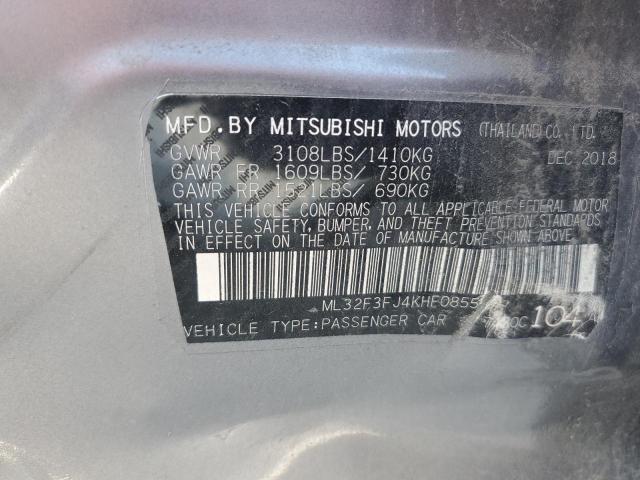 MFD. BY MITSUBISHI MOTORS (THAILAND) CO., LTD.
GVWR 3108LBS/1410KG DEC 2018
GAWR FR 1609LBS/ 730KG
GAWR RR 1521LBS/ 690KG
THIS VEHICLE CONFORMS TO ALL APPLICABLE FEDERAL MOTOR
VEHICLE SAFETY, BUMPER, AND THEFT PREVENTION STANDARDS
IN EFFECT ON THE DATE OF MANUFACTURE SHOWN ABOVE.
ML32F3FJ4KHF0855
VEHICLE TYPE:PASSENGER CAR 104